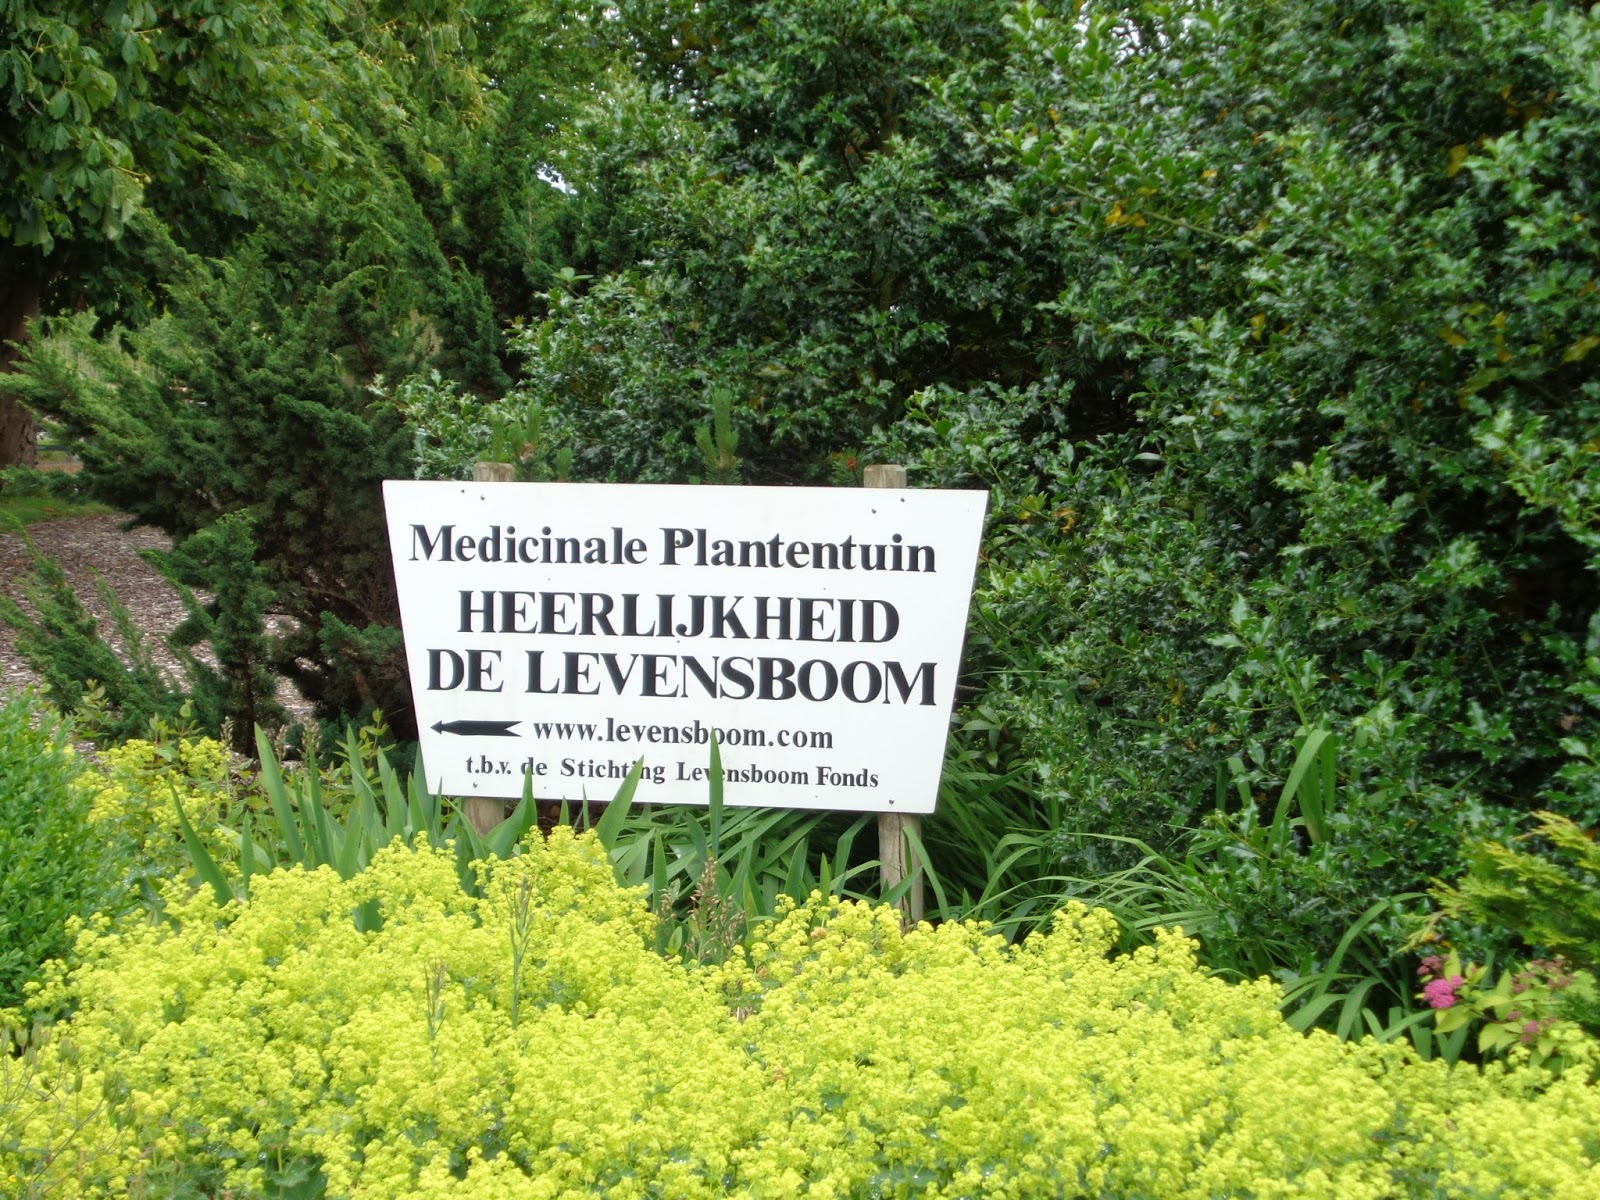 Medicinale Plantentuin
HEERLIJKHEID
DE LEVENSBOOM
www.levensboom.com
t.b.v. de Stichting Levensboom Fonds